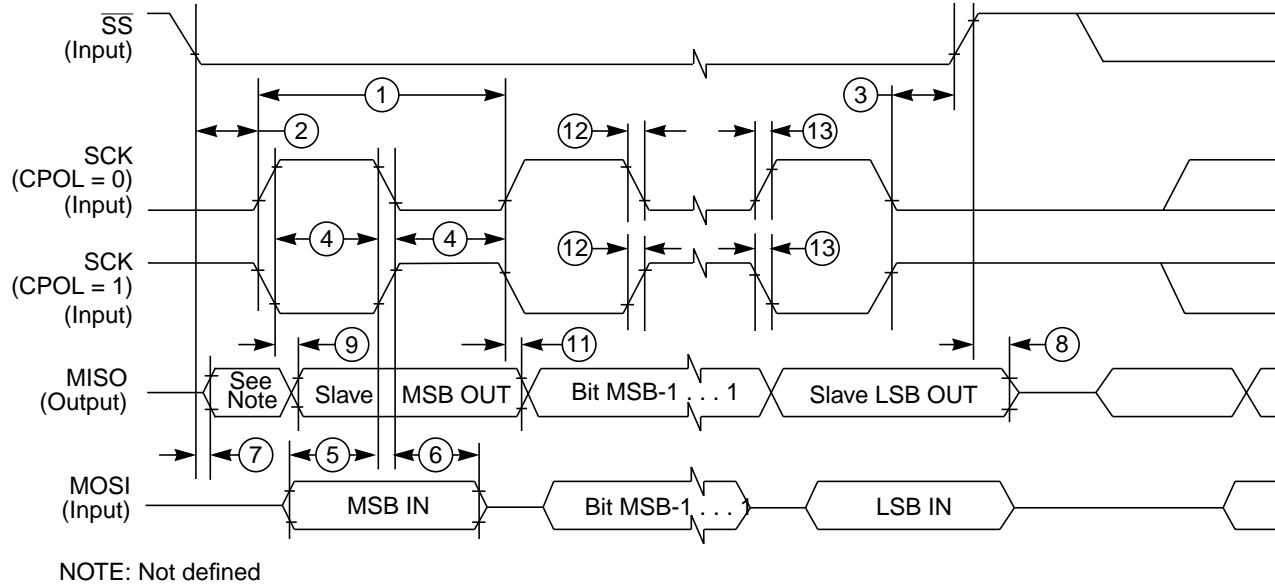 SS
(Input)
1
3
2
12
13
SCK
(CPOL = 0)
(Input)
4
4
SCK
(CPOL = 1)
(Input)
12
13
9
11
8
MISO
(Output)
See
Note
Slave
MSB OUT
Bit MSB-1 . . . 1
Slave LSB OUT
7
5
6
MOSI
(Input)
MSB IN
Bit MSB-1 . . . 1
LSB IN
NOTE: Not defined